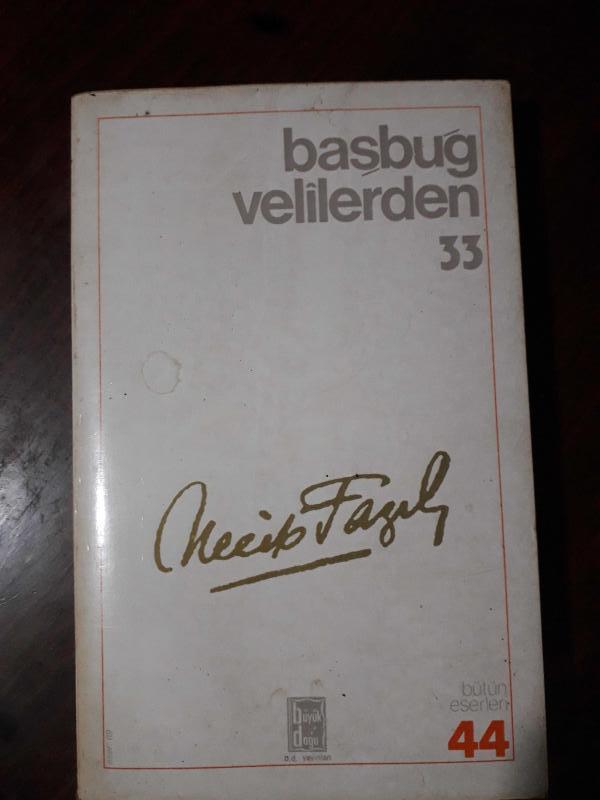 başbuğ
velîlerden
33
Necip Fazıl
bütün
eserleri
44
büyük
doğu
b.d. yayınları